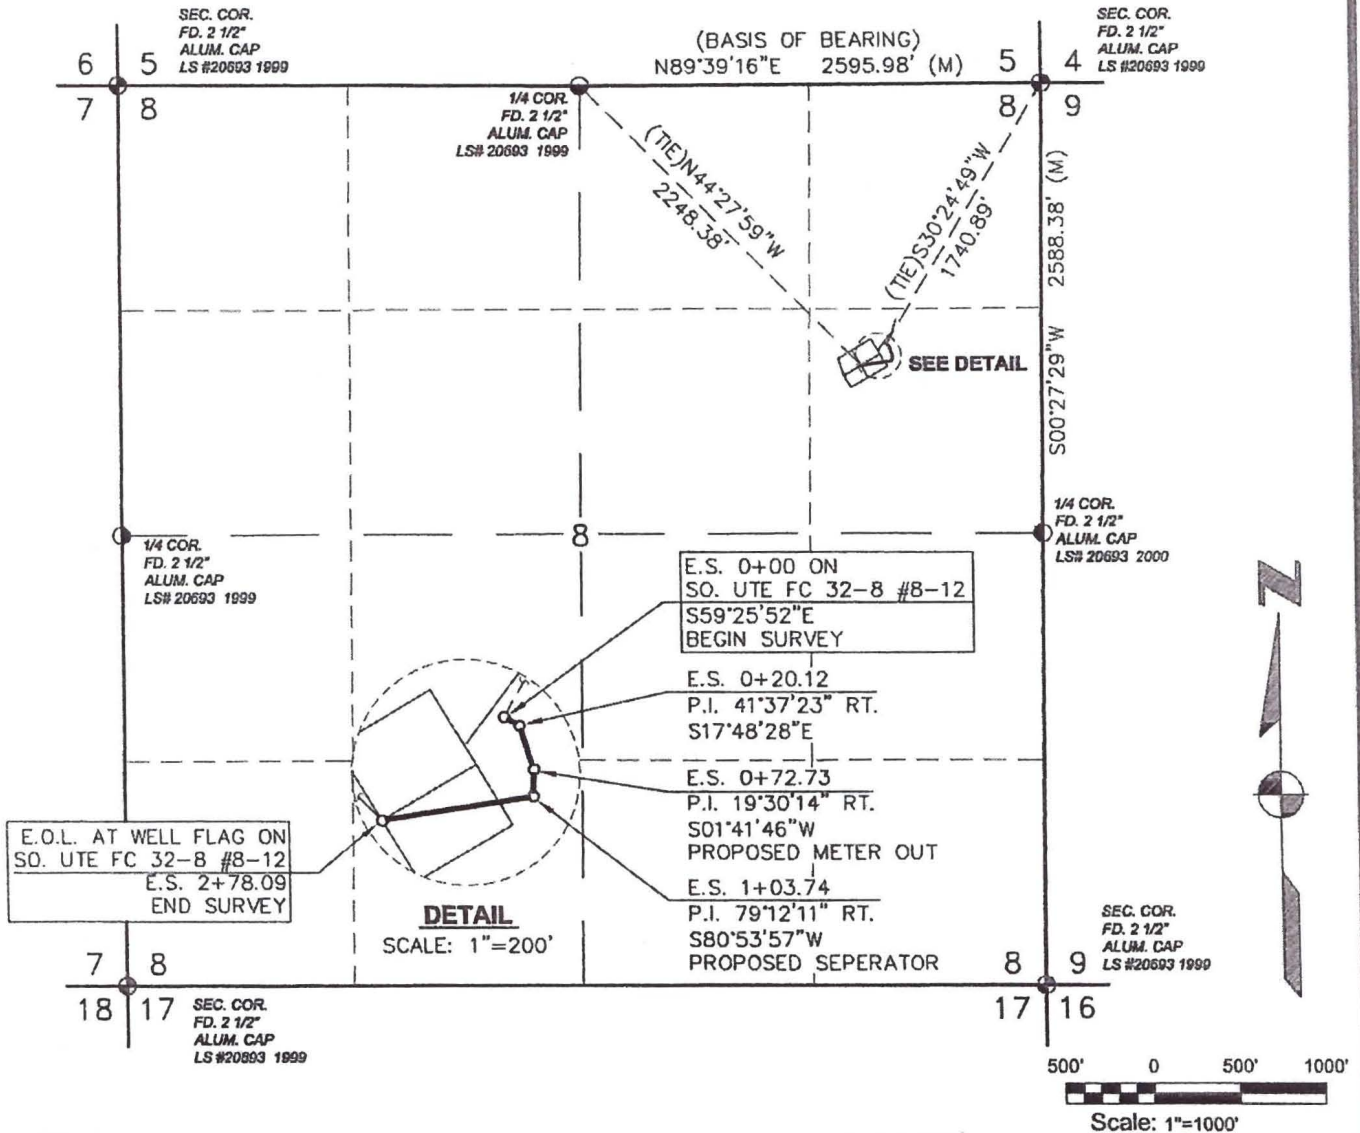 SEC. COR.
FD. 2 1/2"
ALUM. CAP
LS #20693 1999
6 5
7 8
(BASIS OF BEARING)
N89°39'16"E 2595.98' (M)
SEC. COR.
FD. 2 1/2"
ALUM. CAP
LS #20693 1999
5 4
8 9
1/4 COR.
FD. 2 1/2"
ALUM. CAP
LS# 20693 1999
(TIE)N44°27'59"W
2248.38'
(TIE)S30°24'49"W
1740.89'
S00°27'29"W 2588.38' (M)
SEE DETAIL
1/4 COR.
FD. 2 1/2"
ALUM. CAP
LS# 20693 1999
8
1/4 COR.
FD. 2 1/2"
ALUM. CAP
LS# 20693 2000
E.S. 0+00 ON
SO. UTE FC 32-8 #8-12
S59°25'52"E
BEGIN SURVEY
E.S. 0+20.12
P.I. 41°37'23" RT.
S17°48'28"E
E.S. 0+72.73
P.I. 19°30'14" RT.
S01°41'46"W
PROPOSED METER OUT
E.S. 1+03.74
P.I. 79°12'11" RT.
S80°53'57"W
PROPOSED SEPERATOR
E.O.L. AT WELL FLAG ON
SO. UTE FC 32-8 #8-12
E.S. 2+78.09
END SURVEY
DETAIL
SCALE: 1"=200'
N
7 8
18 17
SEC. COR.
FD. 2 1/2"
ALUM. CAP
LS #20693 1999
SEC. COR.
FD. 2 1/2"
ALUM. CAP
LS #20693 1999
8 9
17 16
500' 0 500' 1000'
Scale: 1"=1000'